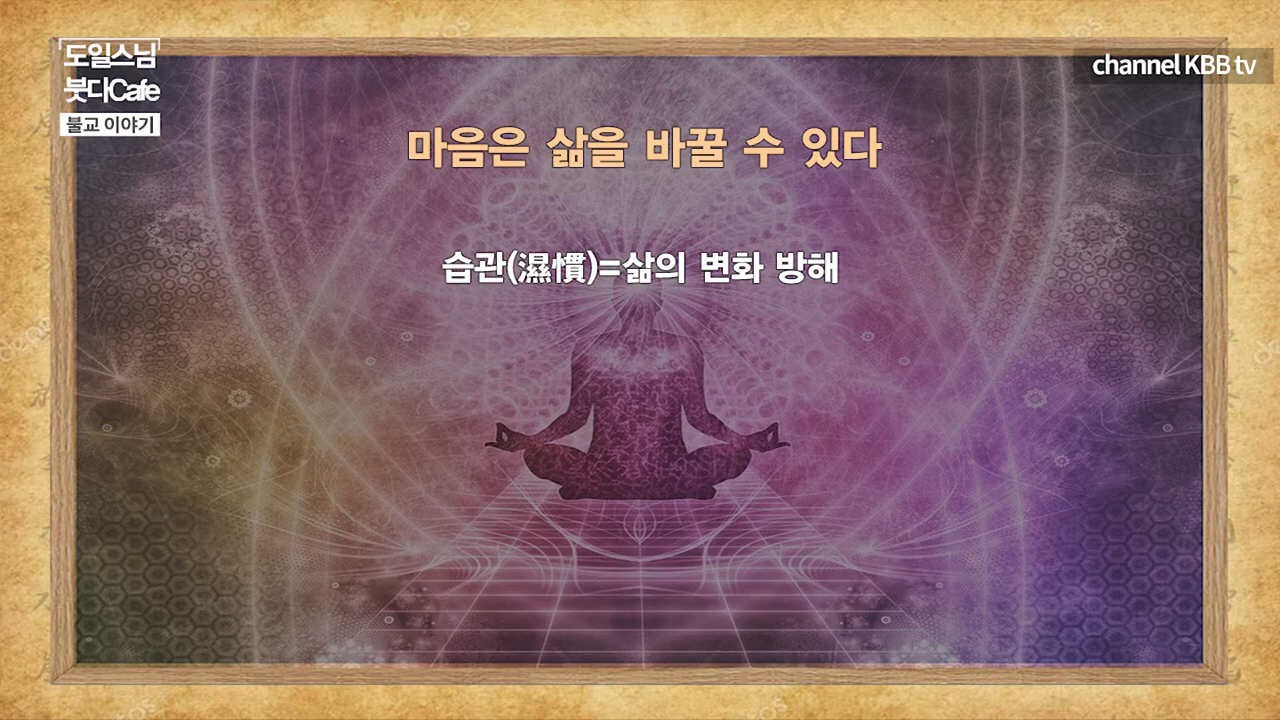 도일스님
붓다Cafe
불교 이야기
channel KBB tv
마음은 삶을 바꿀 수 있다
습관(濕慣)=삶의 변화 방해